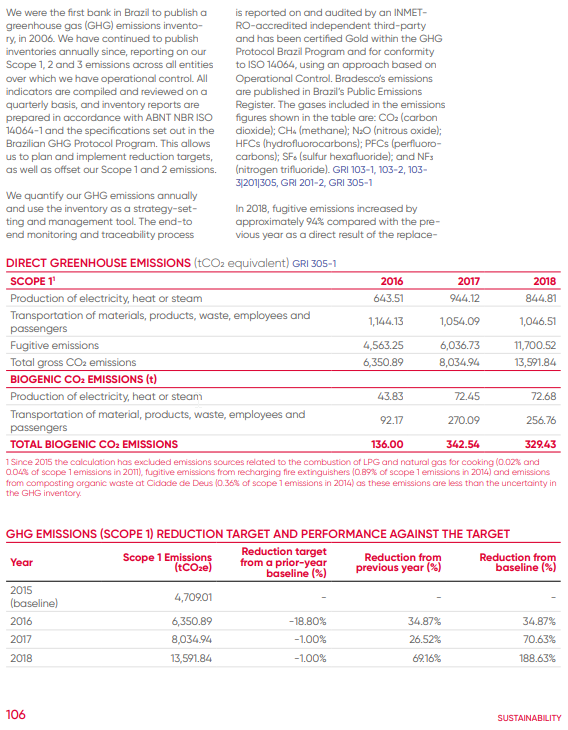 We were the first bank in Brazil to publish a
greenhouse gas (GHG) emissions invento-
ry, in 2006. We have continued to publish
inventories annually since, reporting on our
Scope 1, 2 and 3 emissions across all entities
over which we have operational control. All
indicators are compiled and reviewed on a
quarterly basis, and inventory reports are
prepared in accordance with ABNT NBR ISO
14064-1 and the specifications set out in the
Brazilian GHG Protocol Program. This allows
us to plan and implement reduction targets,
as well as offset our Scope 1 and 2 emissions.
We quantify our GHG emissions annually
and use the inventory as a strategy-set-
ting and management tool. The end-to
end monitoring and traceability process
is reported on and audited by an INMET-
RO-accredited independent third-party
and has been certified Gold within the GHG
Protocol Brazil Program and for conformity
to ISO 14064, using an approach based on
Operational Control. Bradesco's emissions
are published in Brazil's Public Emissions
Register. The gases included in the emissions
figures shown in the table are: CO₂ (carbon
dioxide); CH₄ (methane); N₂O (nitrous oxide);
HFCs (hydrofluorocarbons); PFCs (perfluoro-
carbons); SF₆ (sulfur hexafluoride); and NF₃
(nitrogen trifluoride). GRI 103-1, 103-2, 103-
3|201|305, GRI 201-2, GRI 305-1
In 2018, fugitive emissions increased by
approximately 94% compared with the pre-
vious year as a direct result of the replace-
DIRECT GREENHOUSE EMISSIONS (tCO₂ equivalent) GRI 305-1
SCOPE 1¹ 2016 2017 2018
Production of electricity, heat or steam 643.51 944.12 844.81
Transportation of materials, products, waste, employees and
passengers 1,144.13 1,054.09 1,046.51
Fugitive emissions 4,563.25 6,036.73 11,700.52
Total gross CO₂ emissions 6,350.89 8,034.94 13,591.84
BIOGENIC CO₂ EMISSIONS (t)
Production of electricity, heat or steam 43.83 72.45 72.68
Transportation of material, products, waste, employees and
passengers 92.17 270.09 256.76
TOTAL BIOGENIC CO₂ EMISSIONS 136.00 342.54 329.43
1 Since 2015 the calculation has excluded emissions sources related to the combustion of LPG and natural gas for cooking (0.02% and
0.04% of scope 1 emissions in 2011), fugitive emissions from recharging fire extinguishers (0.89% of scope 1 emissions in 2014) and emissions
from composting organic waste at Cidade de Deus (0.36% of scope 1 emissions in 2014) as these emissions are less than the uncertainty in
the GHG inventory.
GHG EMISSIONS (SCOPE 1) REDUCTION TARGET AND PERFORMANCE AGAINST THE TARGET
Year Scope 1 Emissions (tCO₂e) Reduction target from a prior-year baseline (%) Reduction from previous year (%) Reduction from baseline (%)
2015
(baseline) 4,709.01 – – –
2016 6,350.89 -18.80% 34.87% 34.87%
2017 8,034.94 -1.00% 26.52% 70.63%
2018 13,591.84 -1.00% 69.16% 188.63%
106
SUSTAINABILITY